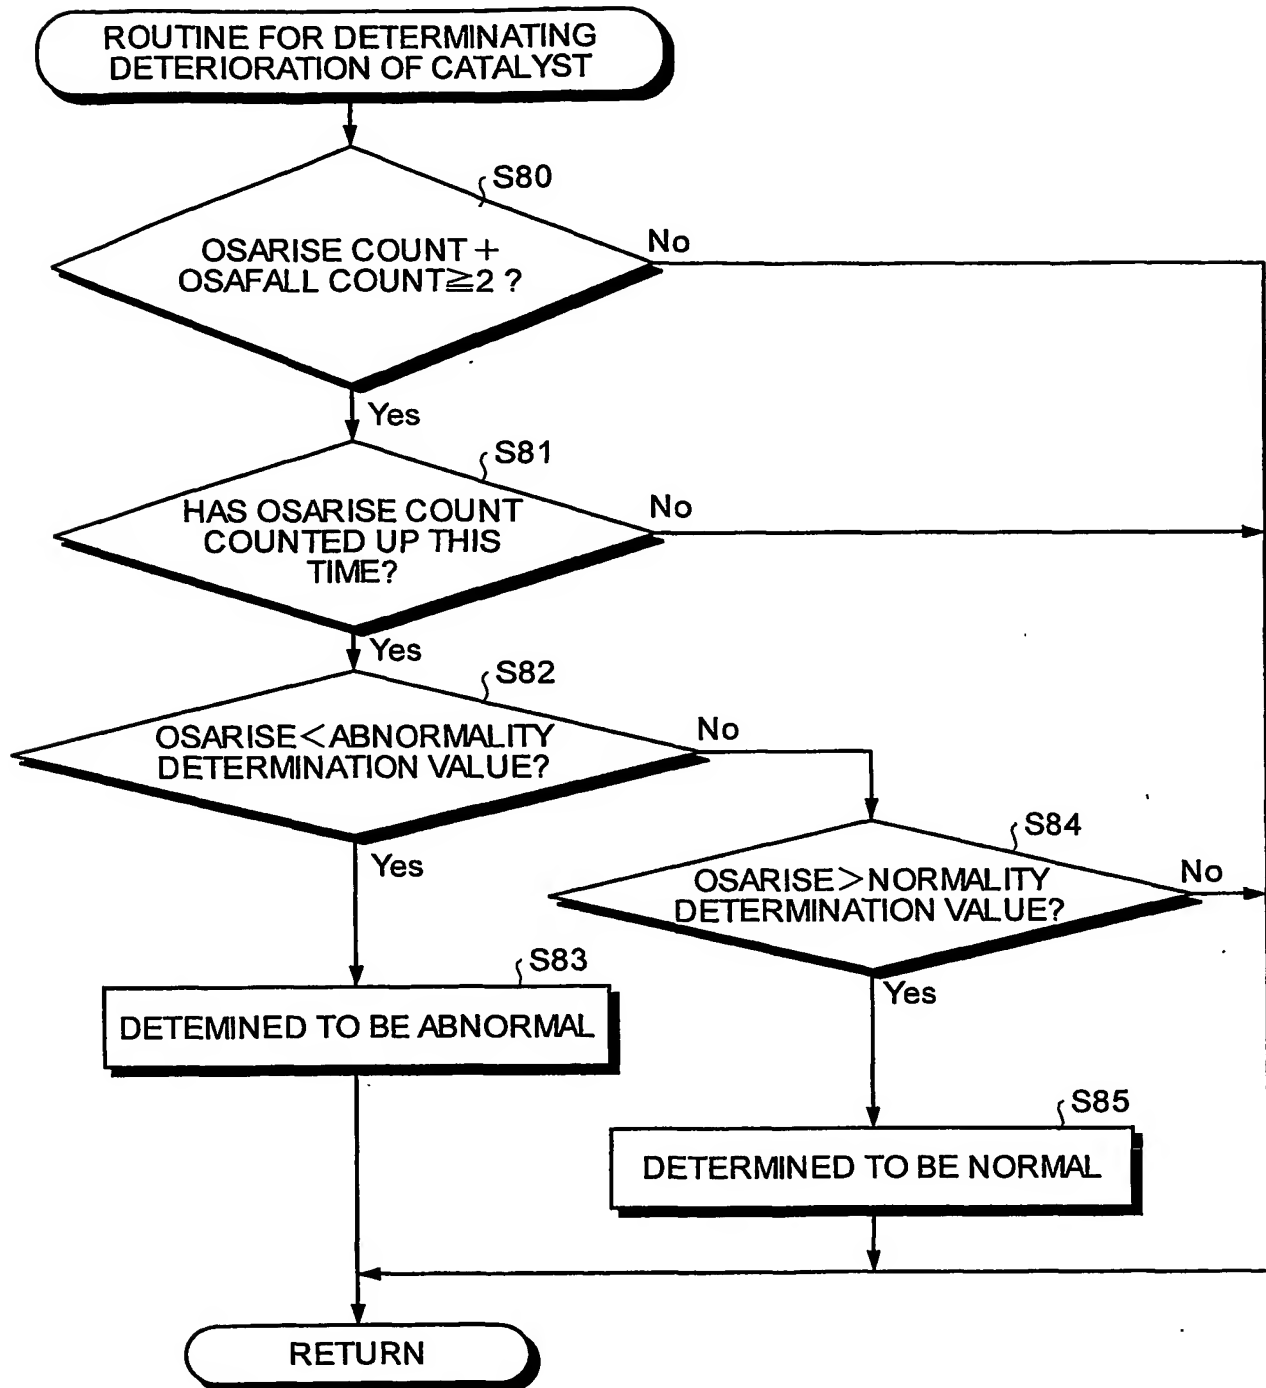 ROUTINE FOR DETERMINATING
DETERIORATION OF CATALYST
S80
OSARISE COUNT +
OSAFALL COUNT≧2 ?
No
Yes
S81
HAS OSARISE COUNT
COUNTED UP THIS
TIME?
No
Yes
S82
OSARISE<ABNORMALITY
DETERMINATION VALUE?
No
Yes
S84
OSARISE>NORMALITY
DETERMINATION VALUE?
No
Yes
S83
DETEMINED TO BE ABNORMAL
S85
DETERMINED TO BE NORMAL
RETURN